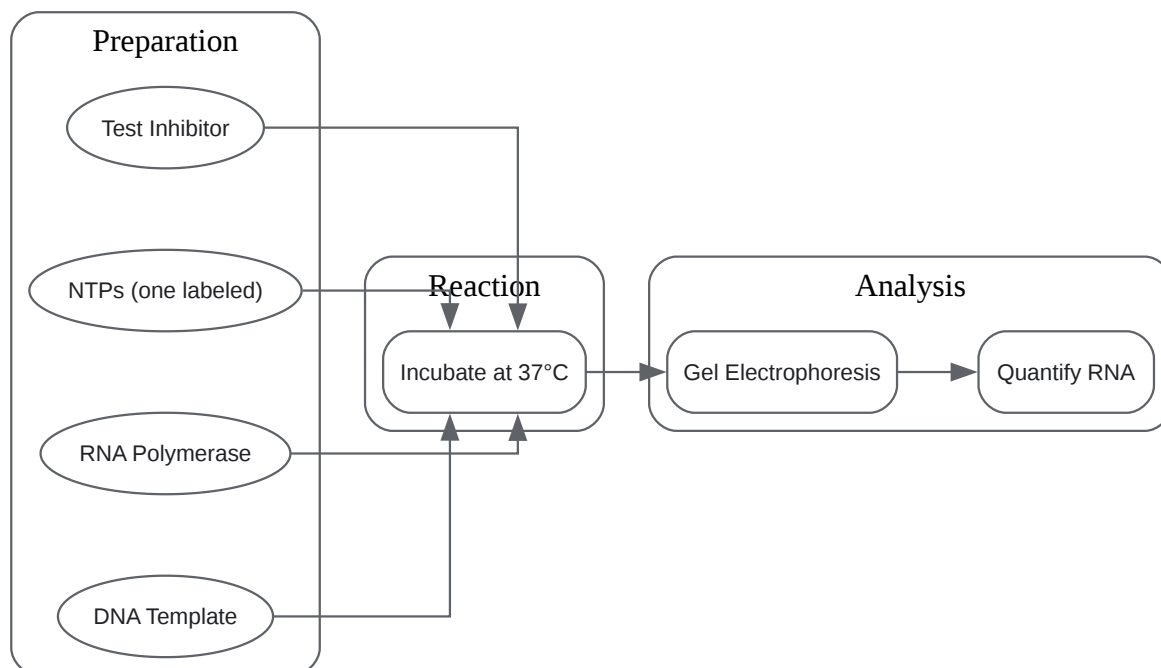 Preparation
Test Inhibitor
NTPs (one labeled)
RNA Polymerase
DNA Template
Reaction
Incubate at 37°C
Analysis
Gel Electrophoresis
Quantify RNA